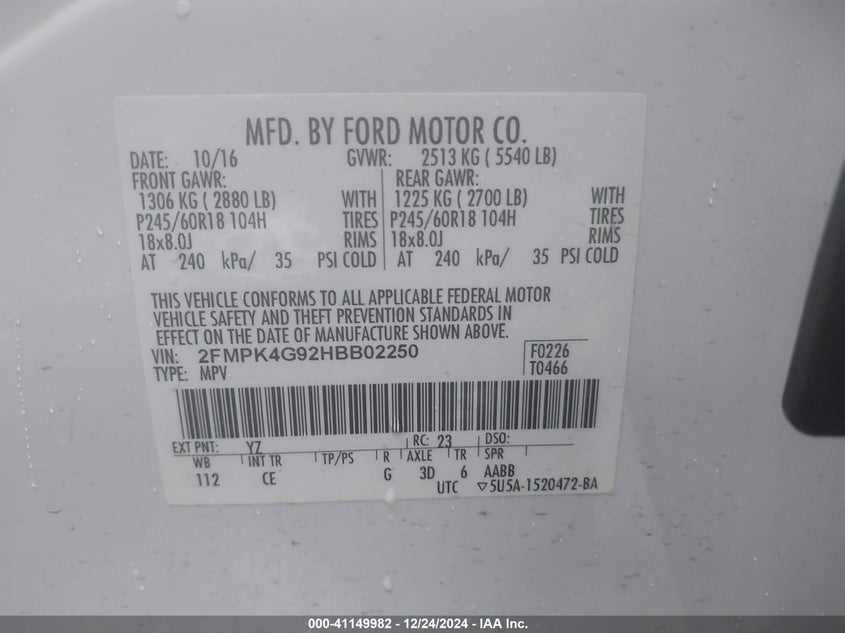 MFD. BY FORD MOTOR CO.
DATE: 10/16 GVWR: 2513 KG ( 5540 LB)
FRONT GAWR: REAR GAWR:
1306 KG ( 2880 LB) WITH 1225 KG ( 2700 LB) WITH
P245/60R18 104H TIRES P245/60R18 104H TIRES
18x8.0J RIMS 18x8.0J RIMS
AT 240 kPa/ 35 PSI COLD AT 240 kPa/ 35 PSI COLD
THIS VEHICLE CONFORMS TO ALL APPLICABLE FEDERAL MOTOR
VEHICLE SAFETY AND THEFT PREVENTION STANDARDS IN
EFFECT ON THE DATE OF MANUFACTURE SHOWN ABOVE.
VIN: 2FMPK4G92HBB02250 F0226
TYPE: MPV T0466
EXT PNT: YZ RC: 23 DSO:
WB INT TR TP/PS R AXLE TR SPR
112 CE G 3D 6 AABB
UTC ▽5U5A-1520472-BA
000-41149982 - 12/24/2024 - IAA Inc.